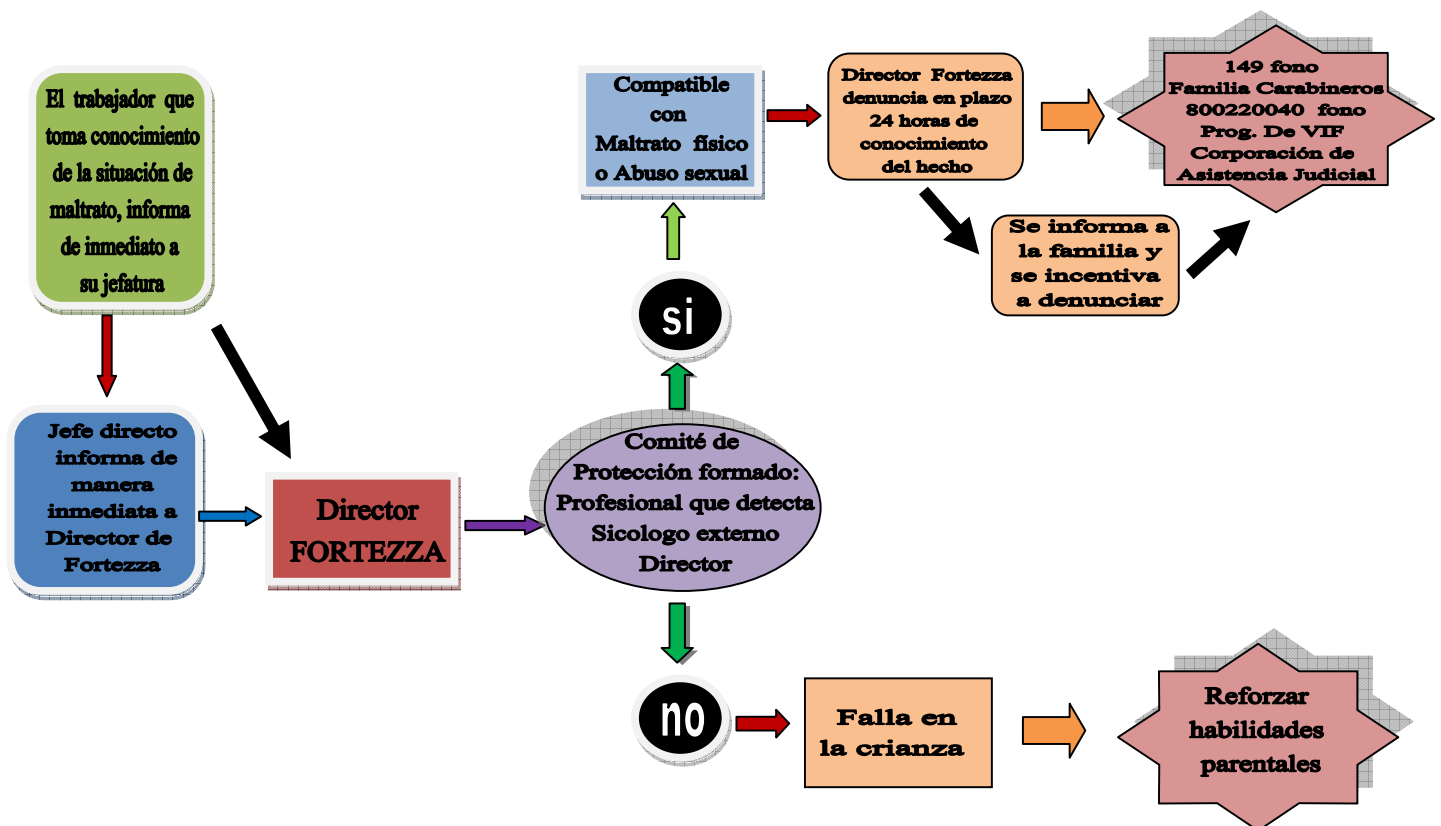 El trabajador que
toma conocimiento
de la situación de
maltrato, informa
de inmediato a
su jefatura
Jefe directo
informa de
manera
inmediata a
Director de
Fortezza
Director
FORTEZZA
Comité de
Protección formado:
Profesional que detecta
Sicologo externo
Director
si
Compatible
con
Maltrato físico
o Abuso sexual
Director Fortezza
denuncia en plazo
24 horas de
conocimiento
del hecho
Se informa a
la familia y
se incentiva
a denunciar
149 fono
Familia Carabineros
800220040 fono
Prog. De VIF
Corporación de
Asistencia Judicial
no
Falla en
la crianza
Reforzar
habilidades
parentales